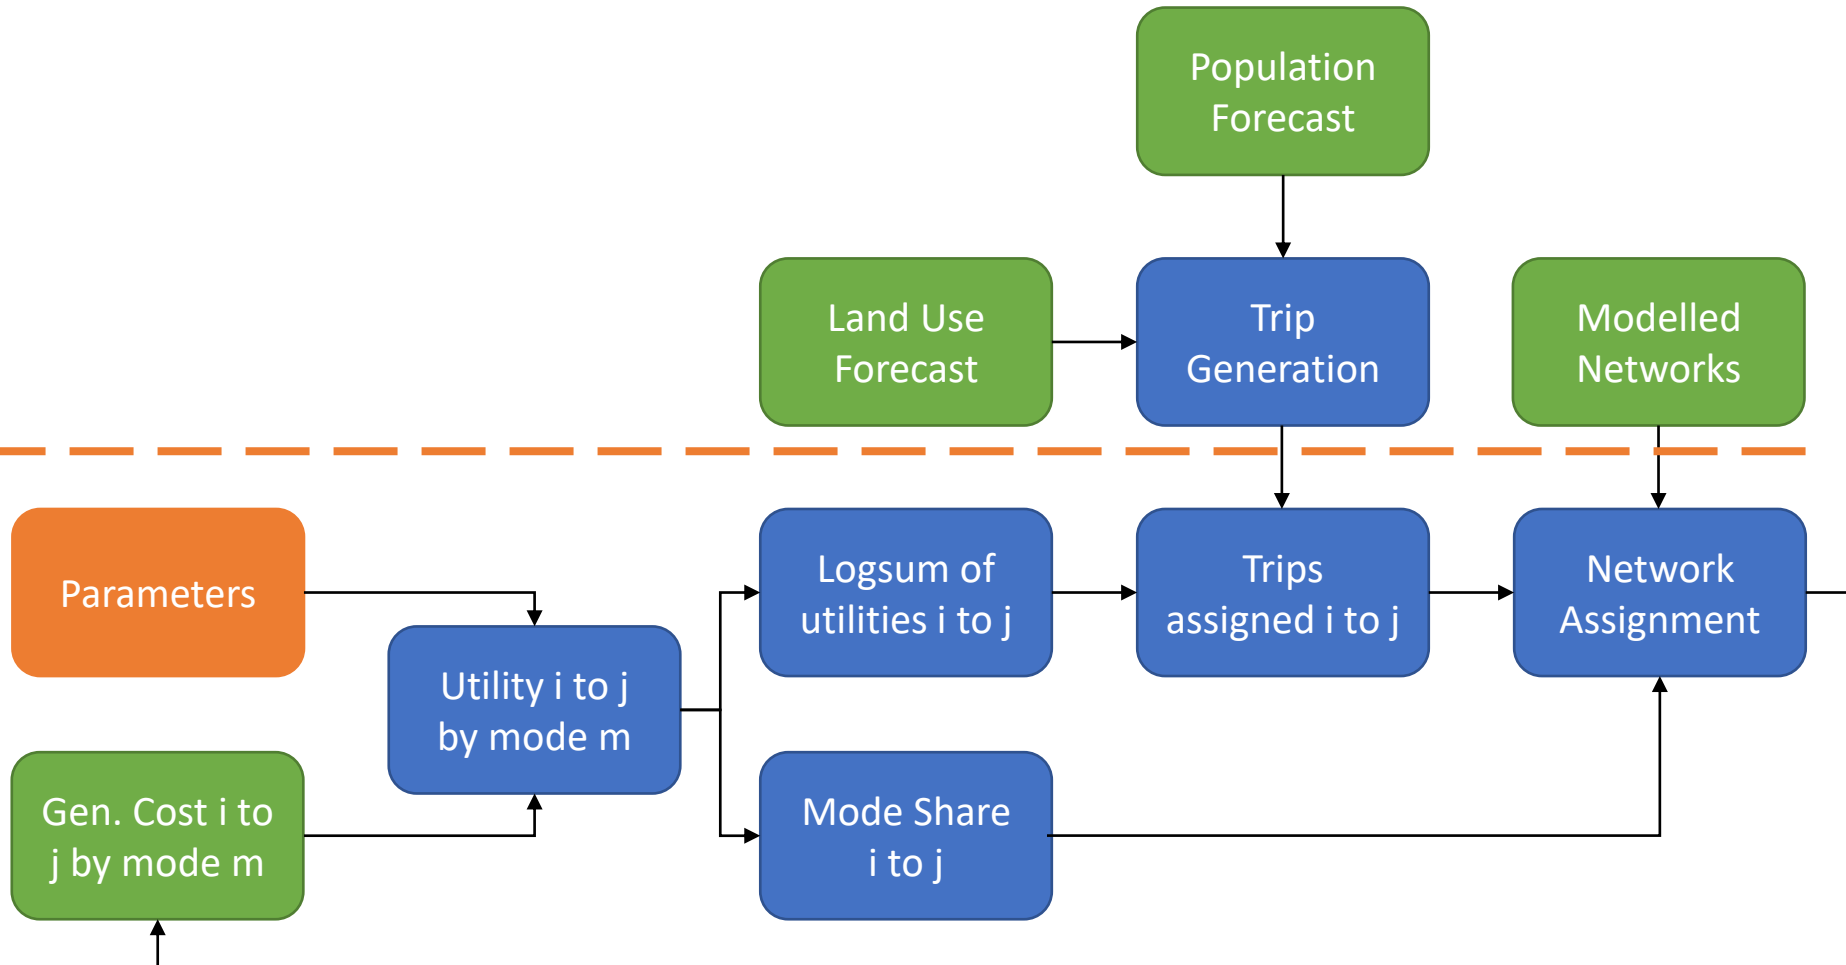 Population
Forecast
Land Use
Forecast
Trip
Generation
Modelled
Networks
Parameters
Logsum of
utilities i to j
Trips
assigned i to j
Network
Assignment
Utility i to j
by mode m
Gen. Cost i to
j by mode m
Mode Share
i to j